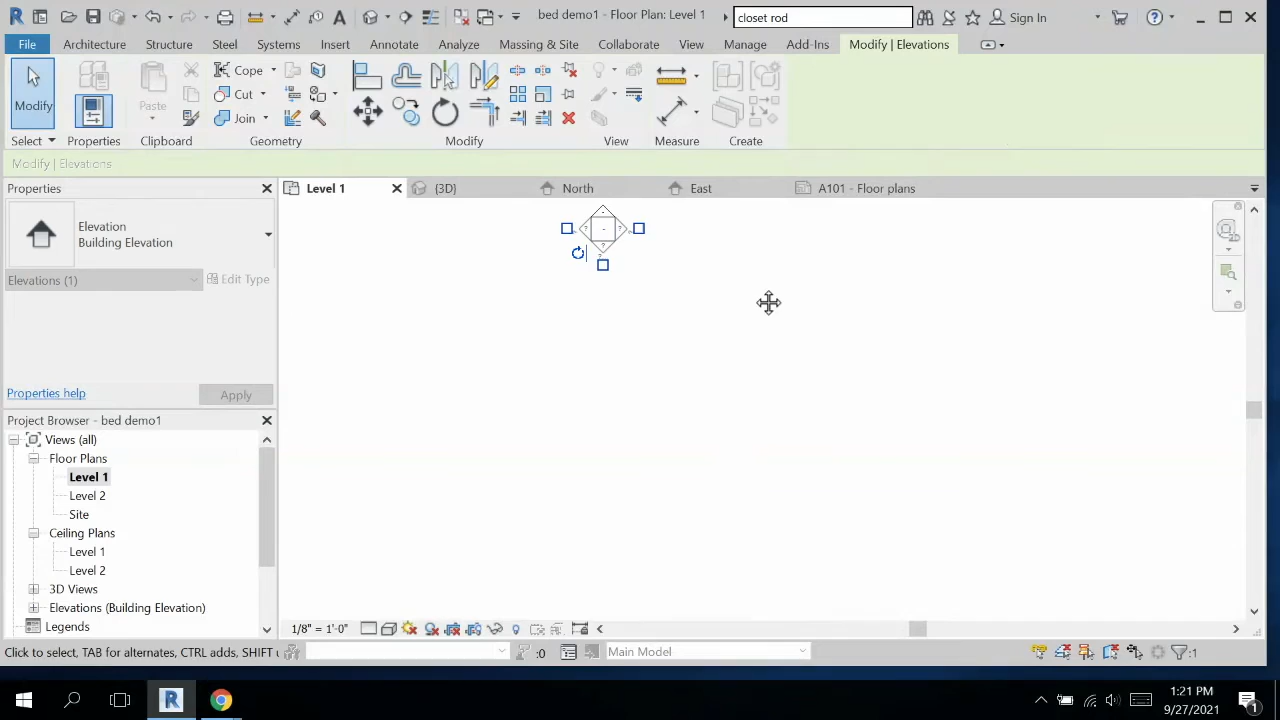 bed demo1 - Floor Plan: Level 1
closet rod
Sign In
File Architecture Structure Steel Systems Insert Annotate Analyze Massing & Site Collaborate View Manage Add-Ins Modify | Elevations
Modify
Paste
Cope
Cut
Join
Select Properties Clipboard Geometry Modify View Measure Create
Modify | Elevations
Properties
Level 1 {3D} North East A101 - Floor plans
Elevation
Building Elevation
Elevations (1) Edit Type
Properties help Apply
Project Browser - bed demo1
Views (all)
Floor Plans
Level 1
Level 2
Site
Ceiling Plans
Level 1
Level 2
3D Views
Elevations (Building Elevation)
Legends
1/8" = 1'-0"
Click to select, TAB for alternates, CTRL adds, SHIFT
:0
Main Model
:1
1:21 PM
9/27/2021
1